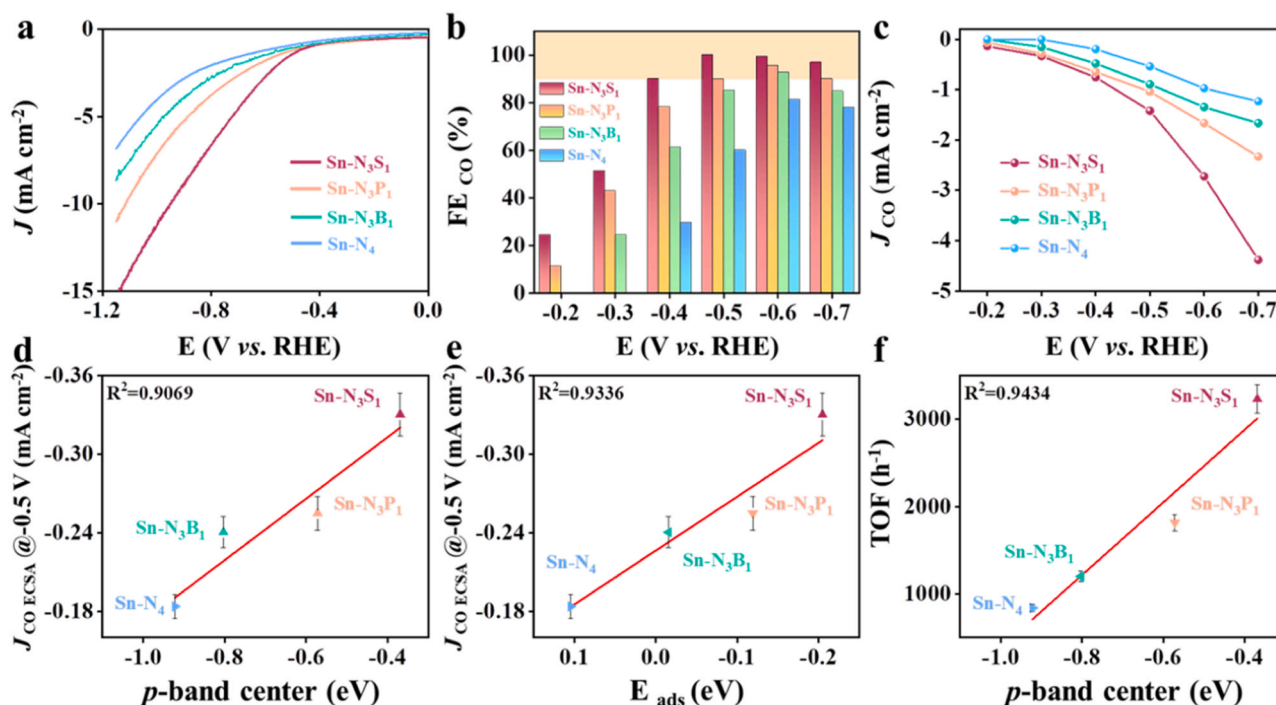 a
J (mA cm⁻²)
0
-5
-10
-15
-1.2
-0.8
-0.4
0.0
E (V vs. RHE)
Sn-N₃S₁
Sn-N₃P₁
Sn-N₃B₁
Sn-N₄
b
FE CO (%)
100
80
60
40
20
0
-0.2
-0.3
-0.4
-0.5
-0.6
-0.7
E (V vs. RHE)
Sn-N₃S₁
Sn-N₃P₁
Sn-N₃B₁
Sn-N₄
c
J CO (mA cm⁻²)
0
-1
-2
-3
-4
-5
-0.2
-0.3
-0.4
-0.5
-0.6
-0.7
E (V vs. RHE)
Sn-N₃S₁
Sn-N₃P₁
Sn-N₃B₁
Sn-N₄
d
J CO ECSA @-0.5 V (mA cm⁻²)
-0.36
-0.30
-0.24
-0.18
R²=0.9069
Sn-N₃S₁
Sn-N₃B₁
Sn-N₃P₁
Sn-N₄
-1.0
-0.8
-0.6
-0.4
p-band center (eV)
e
J CO ECSA @-0.5 V (mA cm⁻²)
-0.36
-0.30
-0.24
-0.18
R²=0.9336
Sn-N₃S₁
Sn-N₃P₁
Sn-N₄
Sn-N₃B₁
0.1
0.0
-0.1
-0.2
E ads (eV)
f
TOF (h⁻¹)
3000
2000
1000
R²=0.9434
Sn-N₃S₁
Sn-N₃P₁
Sn-N₃B₁
Sn-N₄
-1.0
-0.8
-0.6
-0.4
p-band center (eV)